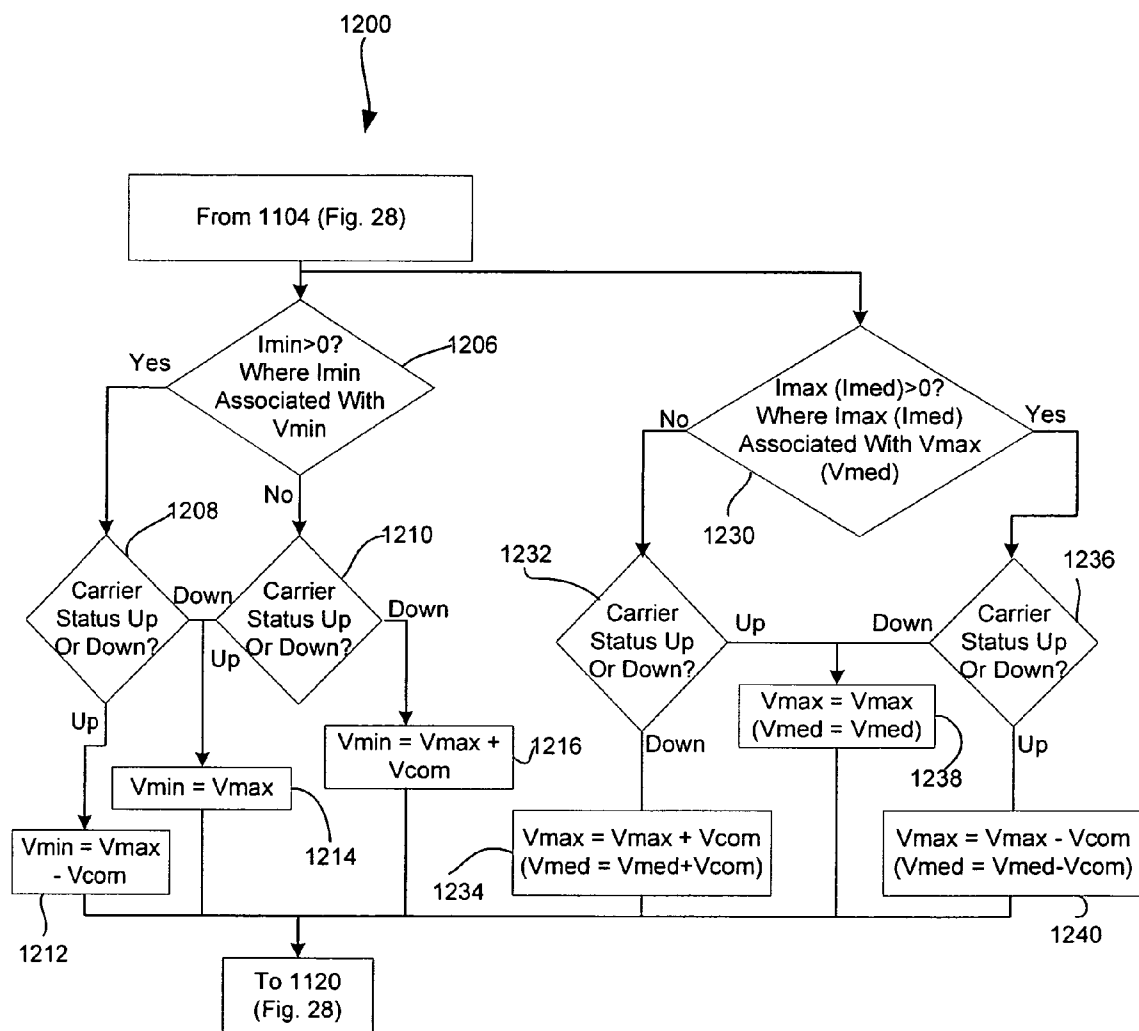 1200
From 1104 (Fig. 28)
Imin>0?
Where Imin
Associated With
Vmin
1206
Yes
No
Imax (Imed)>0?
Where Imax (Imed)
Associated With Vmax
(Vmed)
1230
No
Yes
1208
Carrier
Status Up
Or Down?
Down
Up
1210
Carrier
Status Up
Or Down?
Up
Down
1232
Carrier
Status Up
Or Down?
Up
Down
1236
Carrier
Status Up
Or Down?
Down
Up
Vmin = Vmax
- Vcom
1212
Vmin = Vmax
1214
Vmin = Vmax +
Vcom
1216
Vmax = Vmax
(Vmed = Vmed)
1238
Vmax = Vmax + Vcom
(Vmed = Vmed+Vcom)
1234
Vmax = Vmax - Vcom
(Vmed = Vmed-Vcom)
1240
To 1120
(Fig. 28)